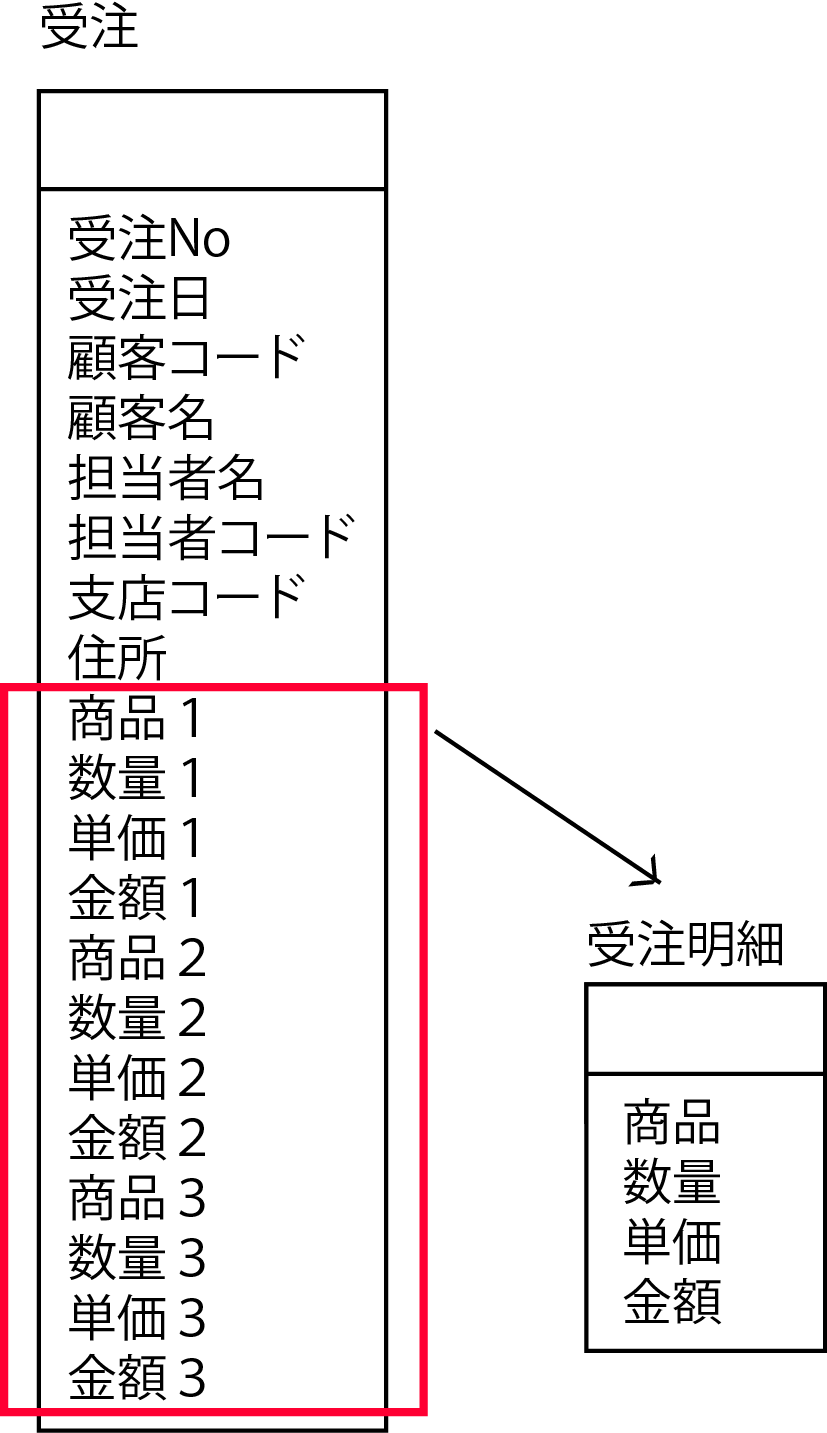 受注
受注No
受注日
顧客コード
顧客名
担当者名
担当者コード
支店コード
住所
商品１
数量１
単価１
金額１
商品２
数量２
単価２
金額２
商品３
数量３
単価３
金額３
受注明細
商品
数量
単価
金額